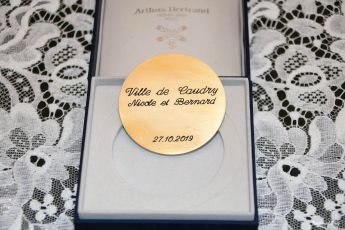 Arthus Bertrand
Ville de Caudry
Nicole et Bernard
27.10.2019